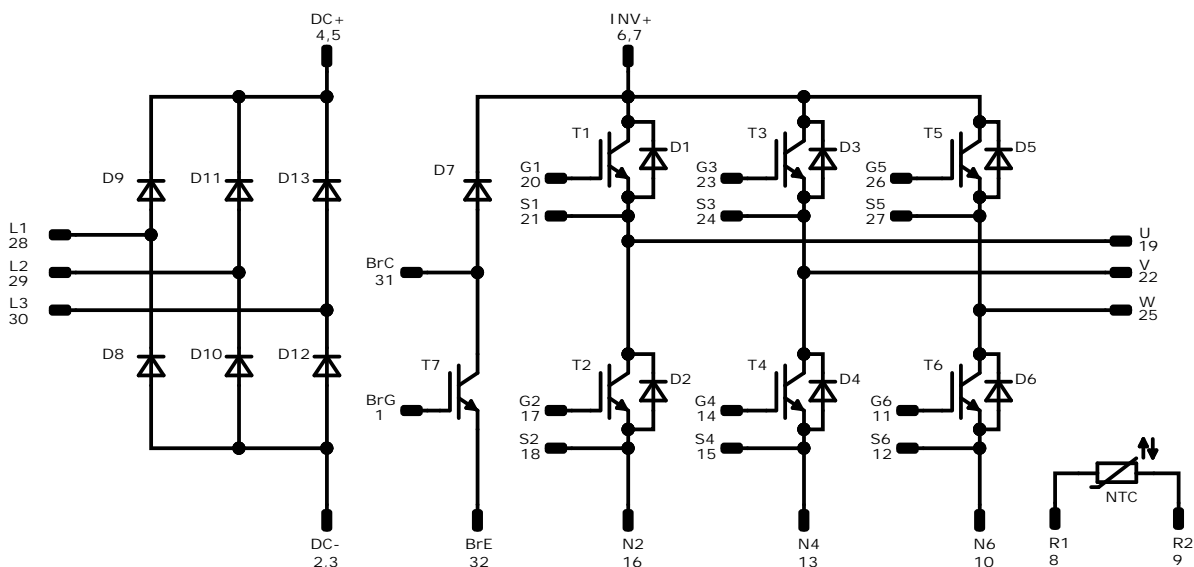 DC+
4,5
INV+
6,7
T1
D1
T3
D3
T5
D5
D9
D11
D13
D7
G1
20
G3
23
G5
26
S1
21
S3
24
S5
27
L1
28
L2
29
L3
30
BrC
31
U
19
V
22
W
25
D8
D10
D12
T7
T2
D2
T4
D4
T6
D6
BrG
1
G2
17
G4
14
G6
11
S2
18
S4
15
S6
12
NTC
DC-
2,3
BrE
32
N2
16
N4
13
N6
10
R1
8
R2
9